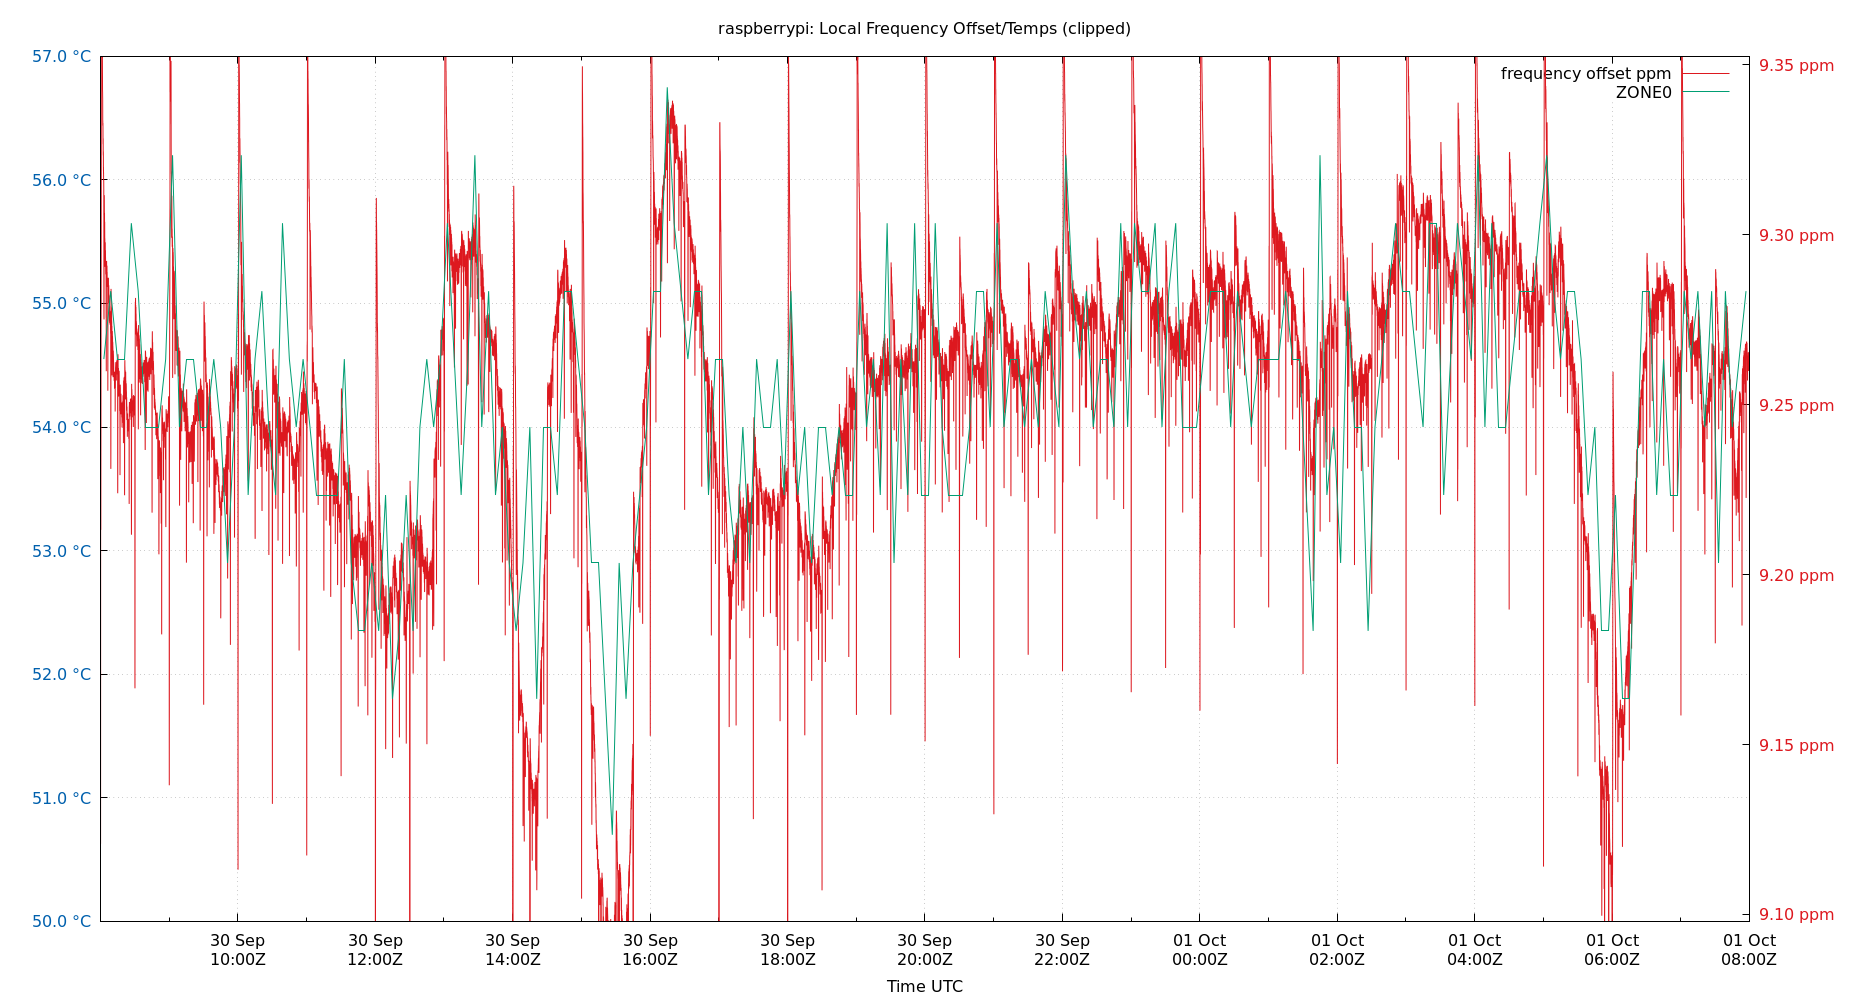 raspberrypi: Local Frequency Offset/Temps (clipped)
57.0 °C
56.0 °C
55.0 °C
54.0 °C
53.0 °C
52.0 °C
51.0 °C
50.0 °C
frequency offset ppm
ZONE0
9.35 ppm
9.30 ppm
9.25 ppm
9.20 ppm
9.15 ppm
9.10 ppm
30 Sep
10:00Z
30 Sep
12:00Z
30 Sep
14:00Z
30 Sep
16:00Z
30 Sep
18:00Z
30 Sep
20:00Z
30 Sep
22:00Z
01 Oct
00:00Z
01 Oct
02:00Z
01 Oct
04:00Z
01 Oct
06:00Z
01 Oct
08:00Z
Time UTC